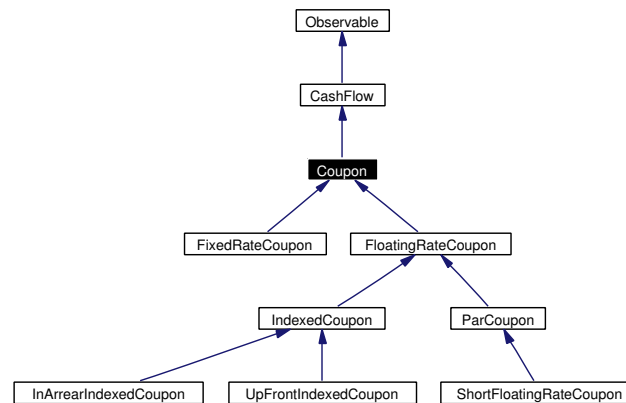 Observable
CashFlow
Coupon
FixedRateCoupon
FloatingRateCoupon
IndexedCoupon
ParCoupon
InArrearIndexedCoupon
UpFrontIndexedCoupon
ShortFloatingRateCoupon